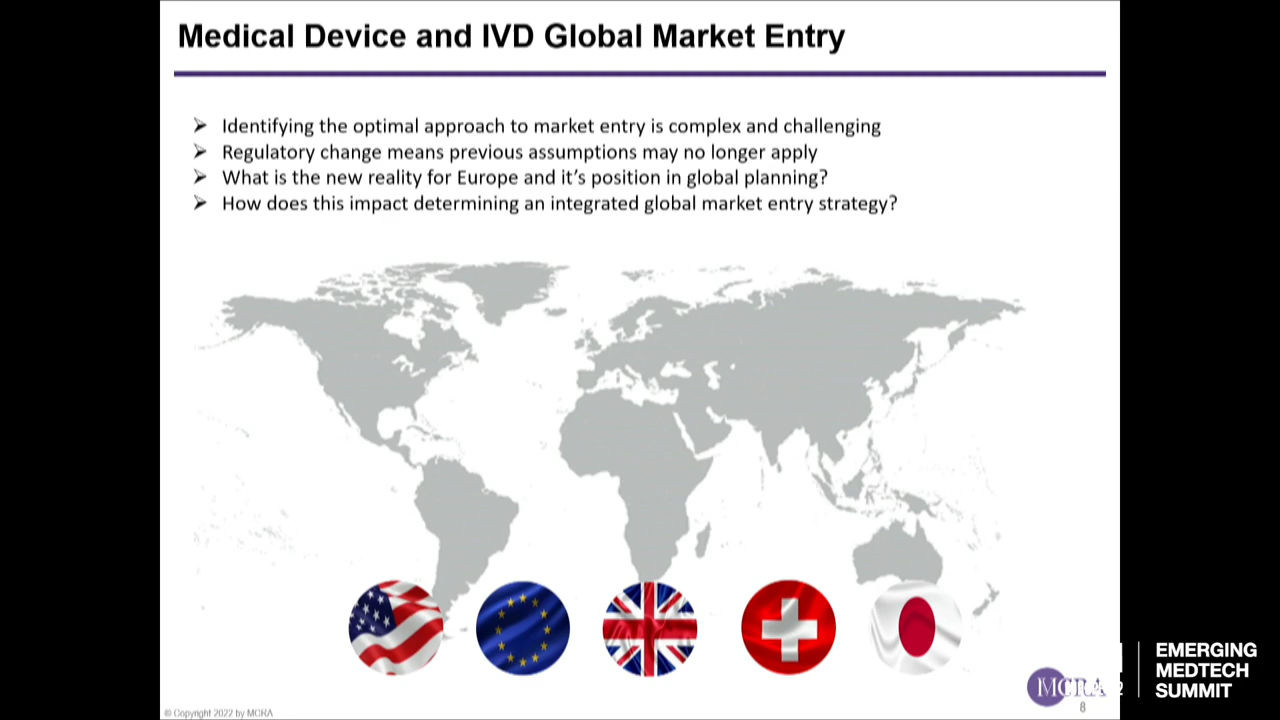 Medical Device and IVD Global Market Entry
Identifying the optimal approach to market entry is complex and challenging
Regulatory change means previous assumptions may no longer apply
What is the new reality for Europe and it's position in global planning?
How does this impact determining an integrated global market entry strategy?
EMERGING
MEDTECH
SUMMIT
MCRA
8
© Copyright 2022 by MCRA